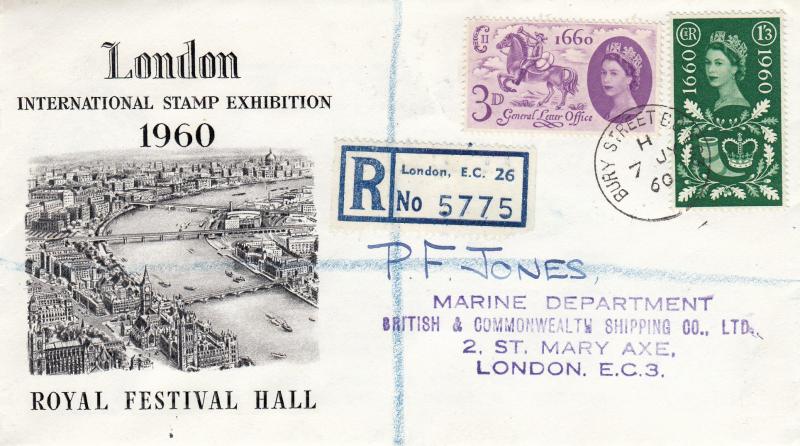 London
INTERNATIONAL STAMP EXHIBITION
1960
ROYAL FESTIVAL HALL
1660
3D
General Letter Office
1660 1960
1'3
BURY STREET
H
7 JY
60
R
London, E.C. 26
No 5775
P.F. JONES,
MARINE DEPARTMENT
BRITISH & COMMONWEALTH SHIPPING CO., LTD.,
2, ST. MARY AXE,
LONDON. E.C.3.